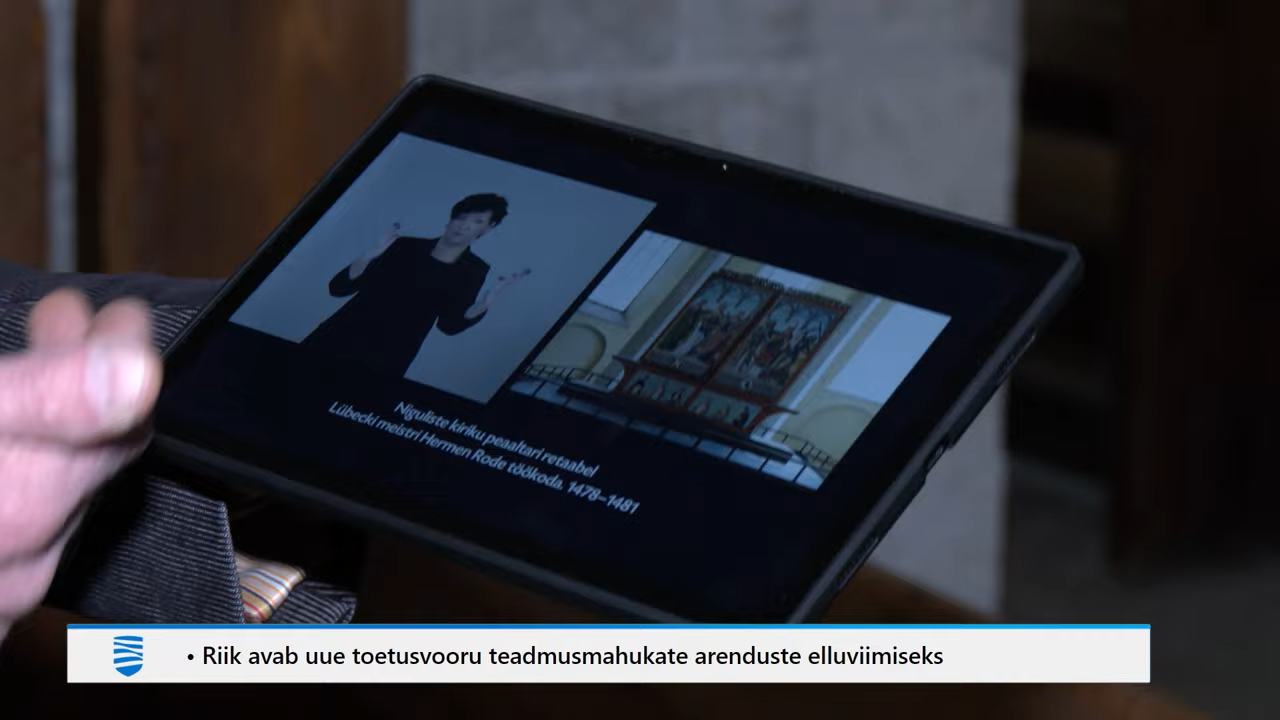 Niguliste kiriku peaaltari retaabel
Lübecki meistri Hermen Rode töökoda, 1478–1481
• Riik avab uue toetusvooru teadmusmahukate arenduste elluviimiseks